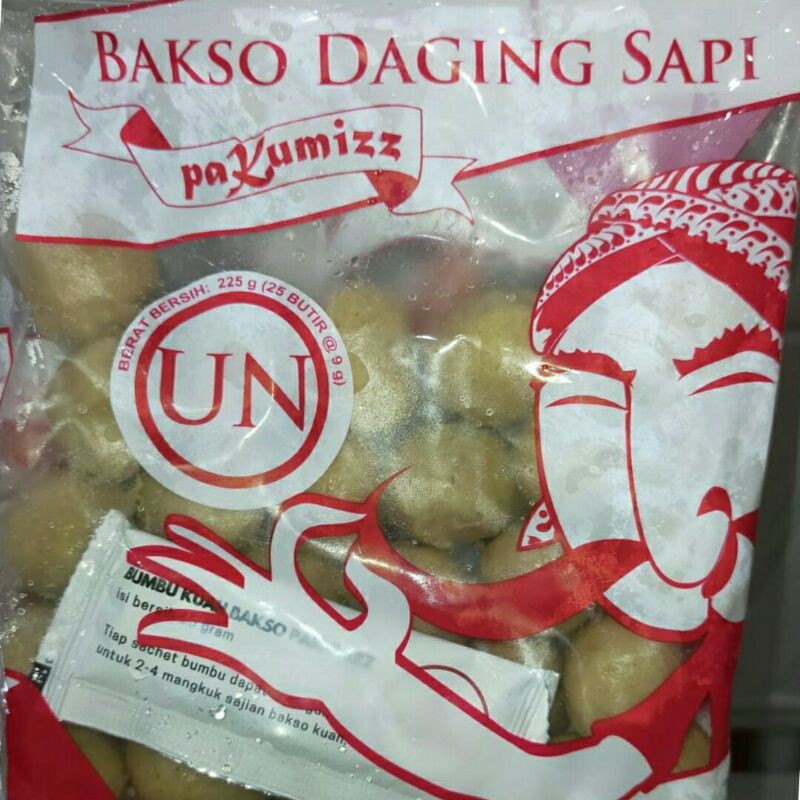 BAKSO DAGING SAPI
paKumizz
BERAT BERSIH: 225 g (25 BUTIR @ 9 g)
UN
BUMBU KUAH BAKSO
isi bersih gram
Tiap sachet bumbu dapat
untuk 2-4 mangkuk sajian bakso kuah